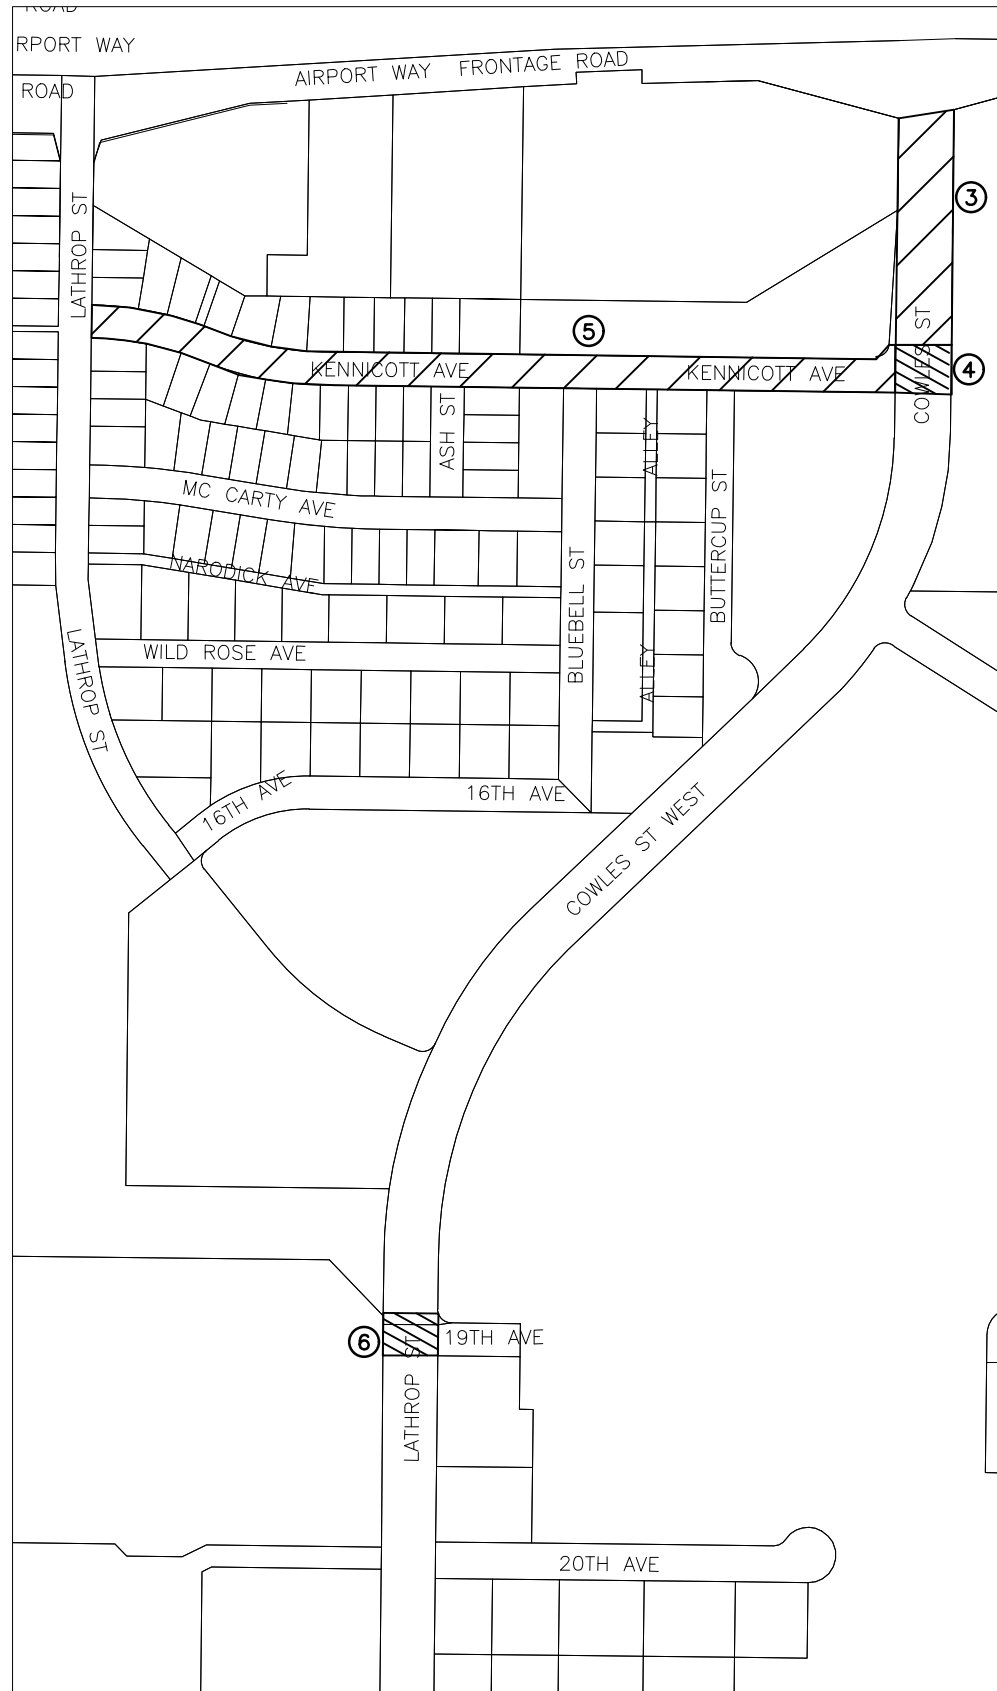 ROAD
RPORT WAY
AIRPORT WAY FRONTAGE ROAD
ROAD
3
LATHROP ST
5
COWLES ST
4
KENNICOTT AVE
KENNICOTT AVE
ASH ST
ALLEY
MC CARTY AVE
BUTTERCUP ST
NARODICK AVE
BLUEBELL ST
WILD ROSE AVE
ALLEY
LATHROP ST
16TH AVE
16TH AVE
COWLES ST WEST
6
19TH AVE
LATHROP ST
20TH AVE